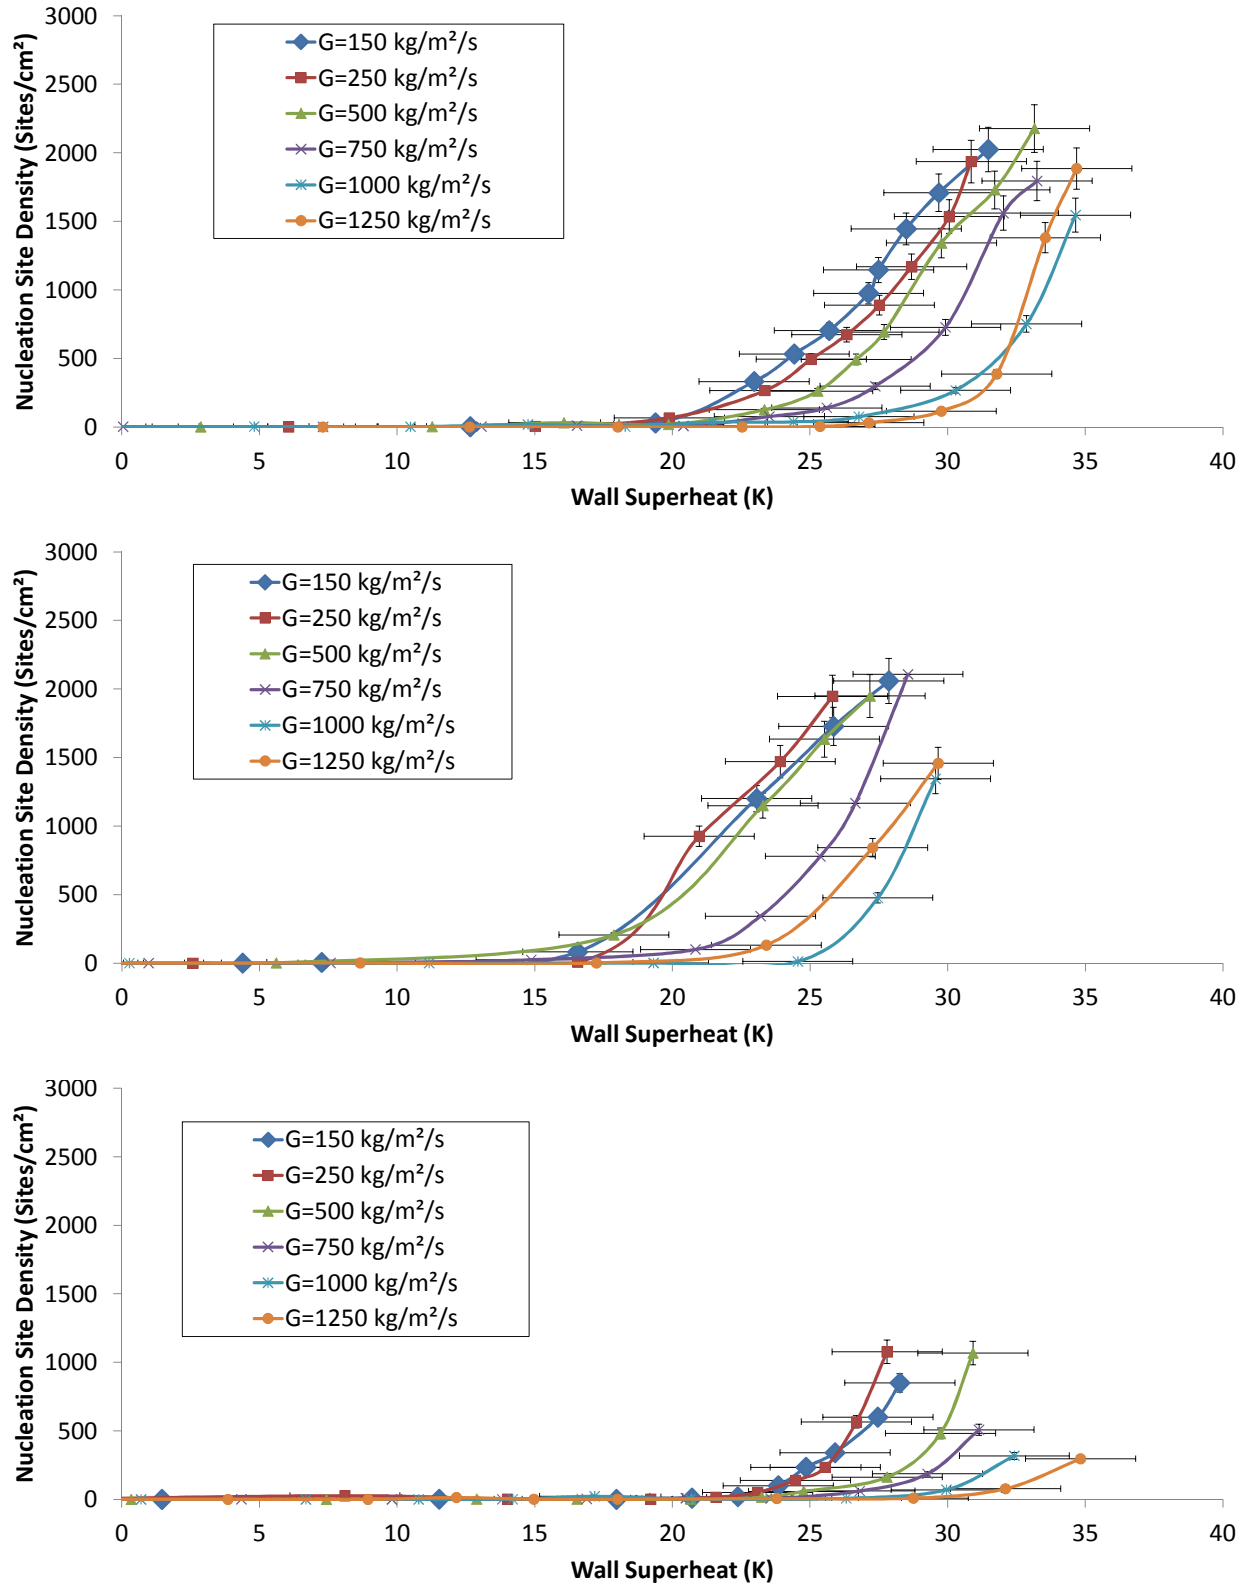 Nucleation Site Density (Sites/cm²)
3000
2500
2000
1500
1000
500
0
G=150 kg/m²/s
G=250 kg/m²/s
G=500 kg/m²/s
G=750 kg/m²/s
G=1000 kg/m²/s
G=1250 kg/m²/s
0 5 10 15 20 25 30 35 40
Wall Superheat (K)
Nucleation Site Density (Sites/cm²)
3000
2500
2000
1500
1000
500
0
G=150 kg/m²/s
G=250 kg/m²/s
G=500 kg/m²/s
G=750 kg/m²/s
G=1000 kg/m²/s
G=1250 kg/m²/s
0 5 10 15 20 25 30 35 40
Wall Superheat (K)
Nucleation Site Density (Sites/cm²)
3000
2500
2000
1500
1000
500
0
G=150 kg/m²/s
G=250 kg/m²/s
G=500 kg/m²/s
G=750 kg/m²/s
G=1000 kg/m²/s
G=1250 kg/m²/s
0 5 10 15 20 25 30 35 40
Wall Superheat (K)